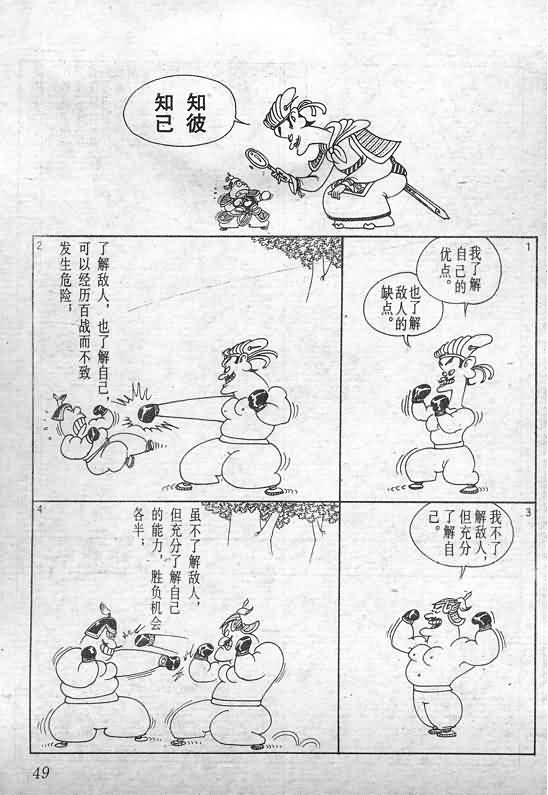 知彼
知己
1
我了解
自己的
优点。
也了解
敌人的
缺点。
2
了解敌人，也了解自己，
可以经历百战而不致
发生危险；
3
我不了
解敌人，
但充分
了解自
己。
4
虽不了解敌人，
但充分了解自己
的能力，胜负机会
各半；
49